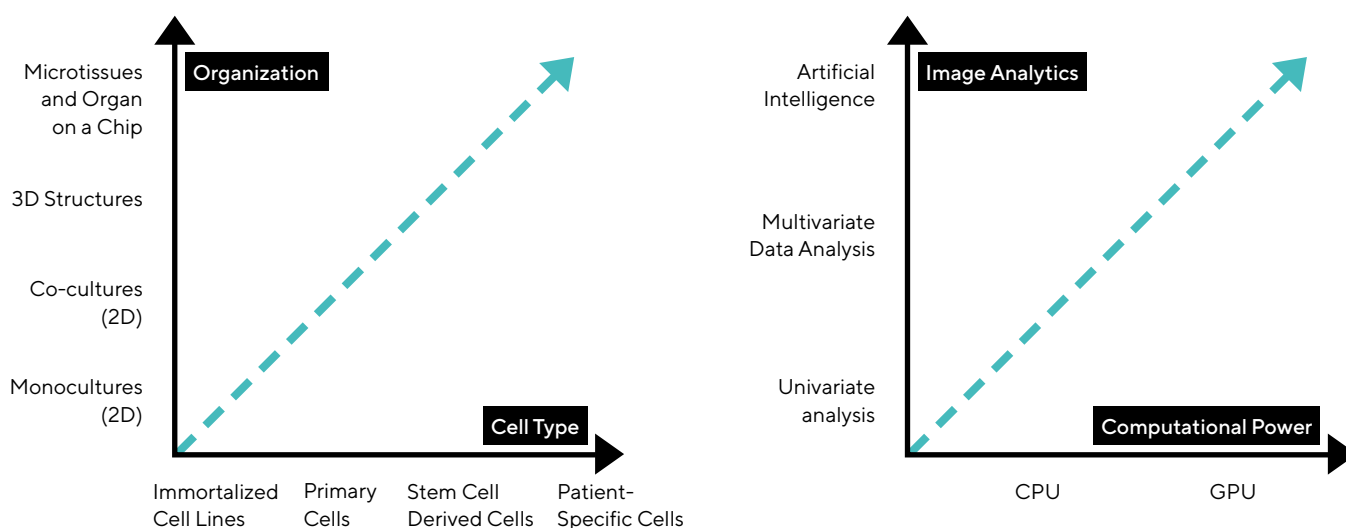 Organization
Microtissues
and Organ
on a Chip
3D Structures
Co-cultures
(2D)
Monocultures
(2D)
Cell Type
Immortalized
Cell Lines
Primary
Cells
Stem Cell
Derived Cells
Patient-
Specific Cells
Image Analytics
Artificial
Intelligence
Multivariate
Data Analysis
Univariate
analysis
Computational Power
CPU
GPU